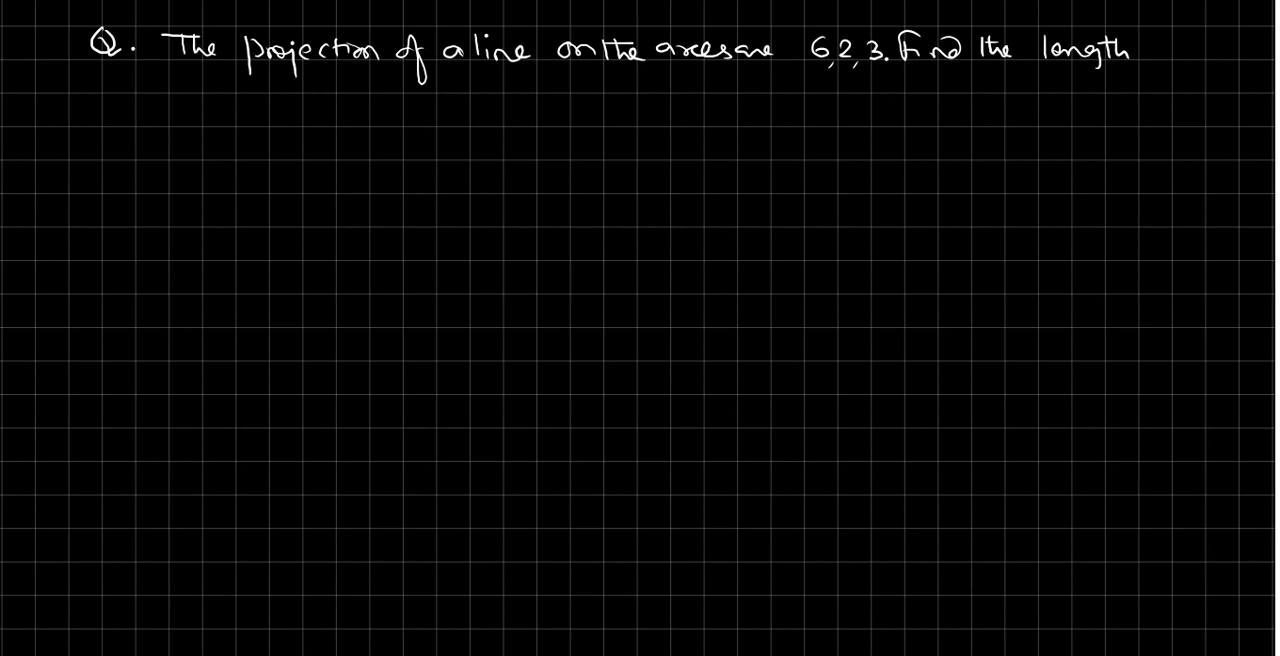 Q. The projection of a line on the axes are 6,2,3. Find the length